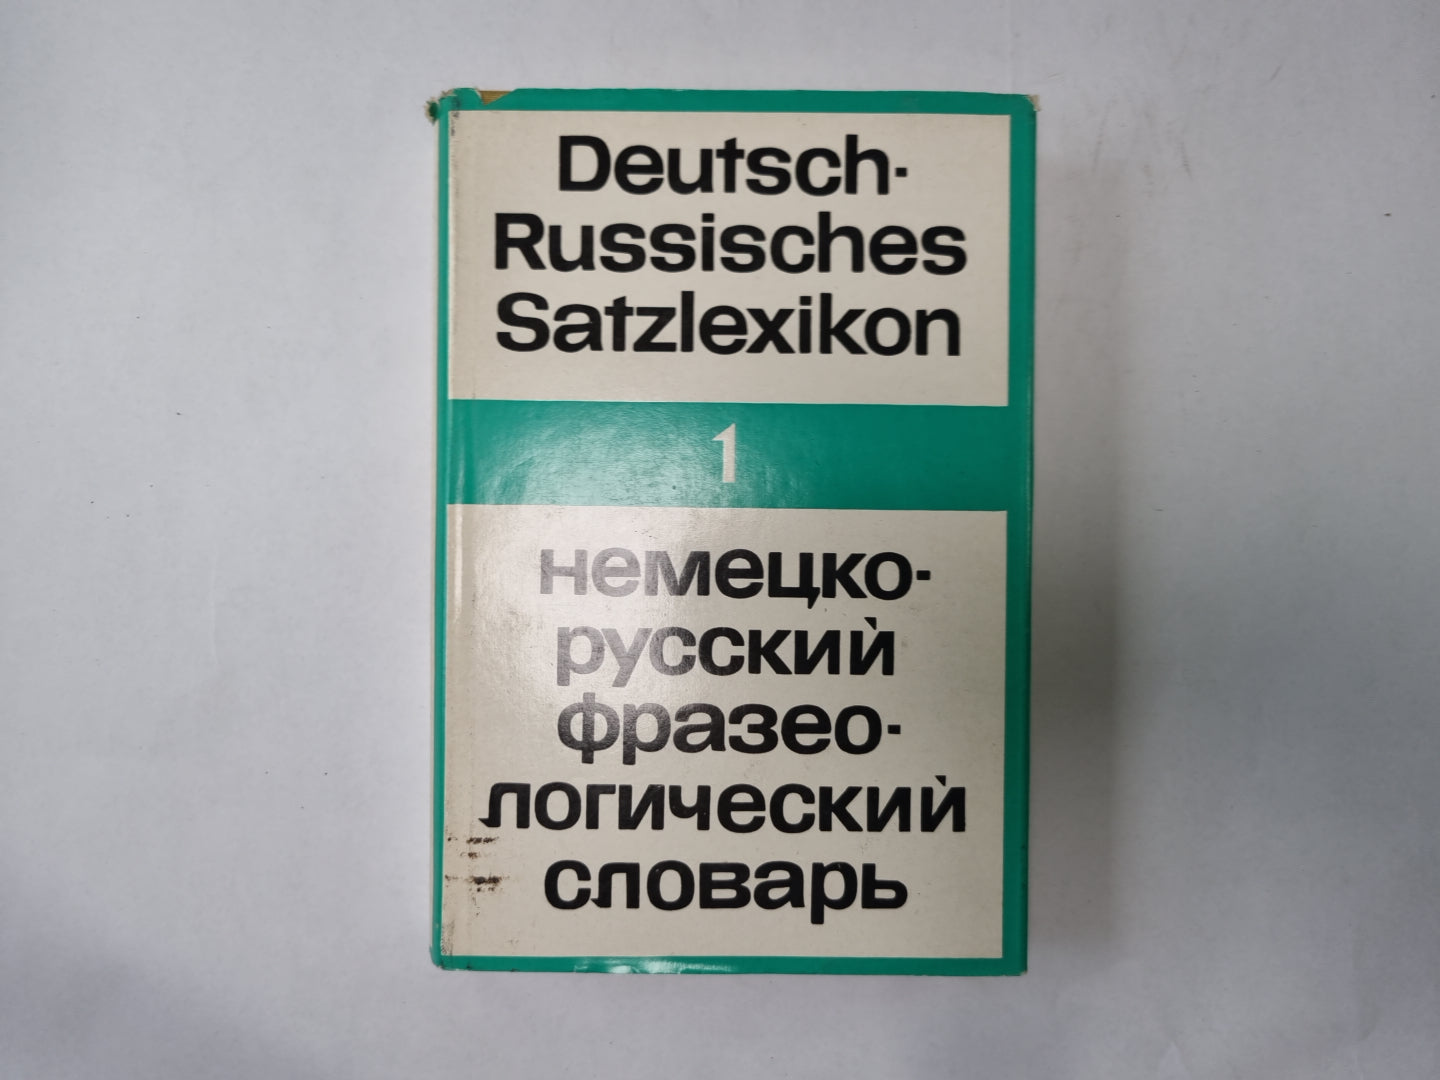 Deutsch-
Russisches
Satzlexikon
1
немецко-
русский
фразео-
логический
словарь